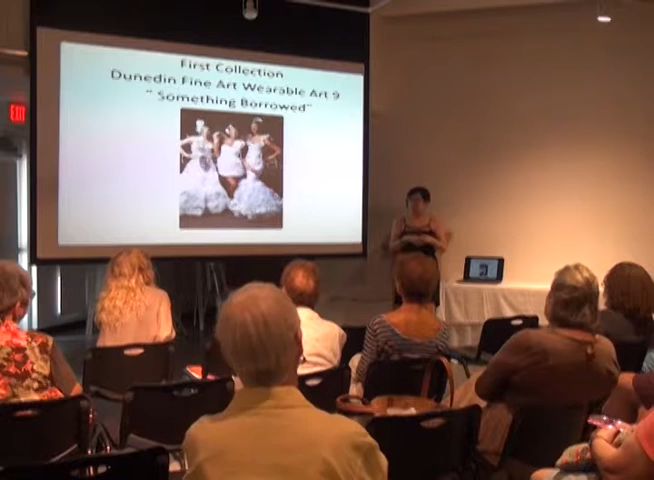 First Collection
Dunedin Fine Art Wearable Art 9
" Something Borrowed"
EXIT